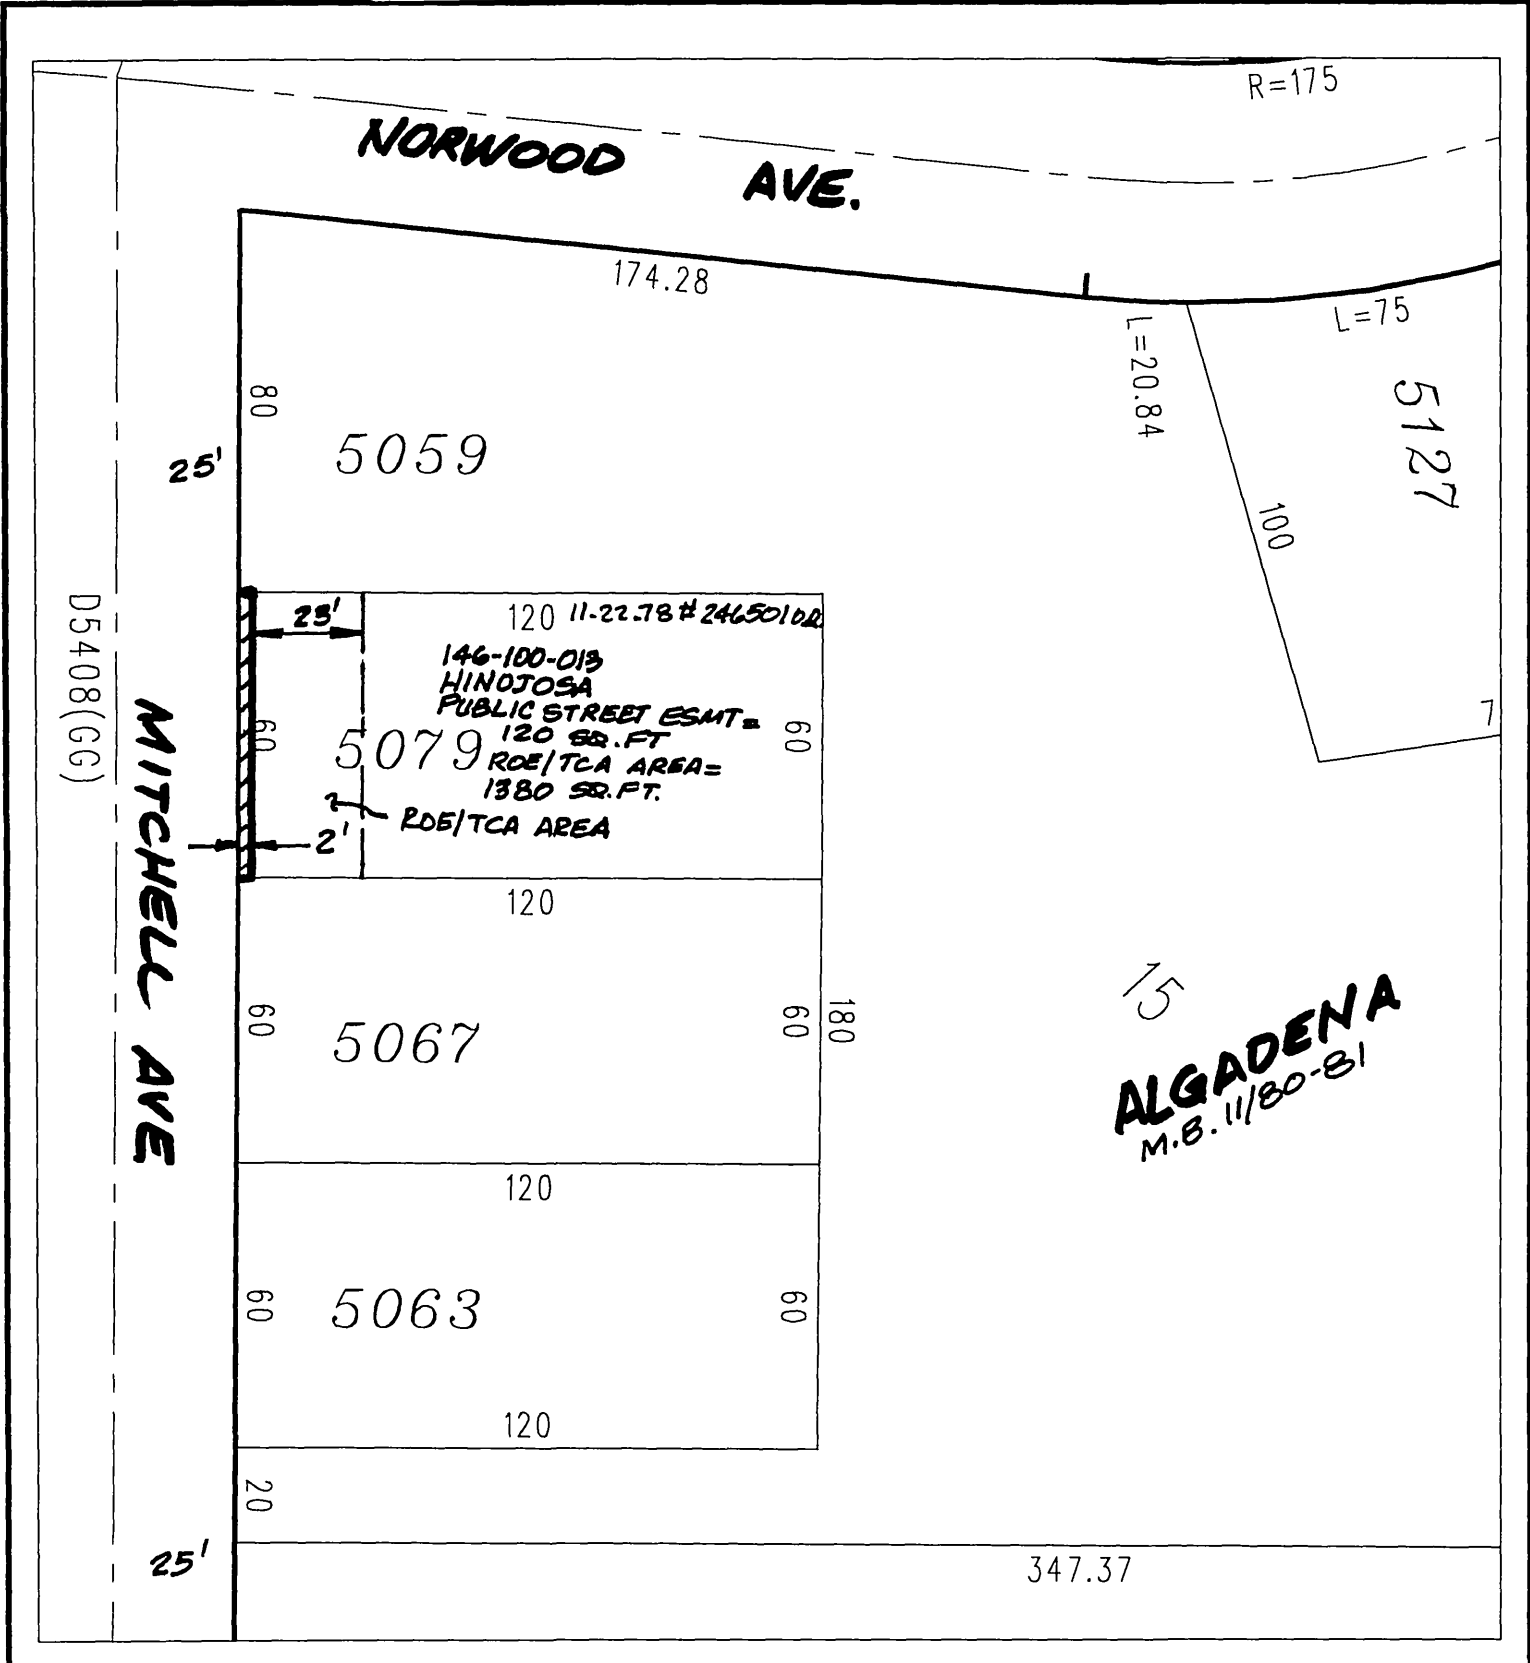 R=175
NORWOOD AVE.
174.28
L=20.84
L=75
5127
80
5059
25'
100
7
D5408(GG)
MITCHELL AVE
23'
120 11-22-78 # 246501 O.R.
146-100-013
HINOJOSA
PUBLIC STREET ESMT=
120 SQ.FT
ROE/TCA AREA=
1380 SQ.FT.
60
5079
60
2'
ROE/TCA AREA
120
60
5067
60
180
15
ALGADENA
M.B. 11/80-81
120
60
5063
60
120
20
25'
347.37